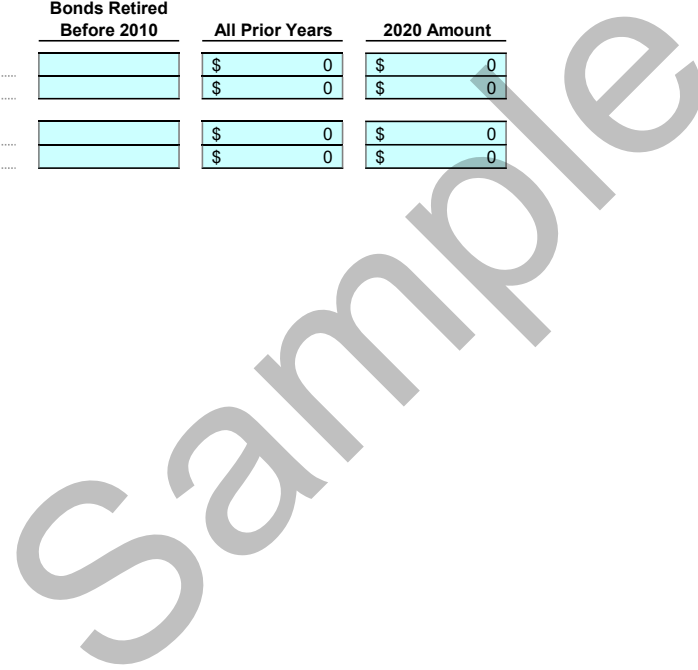 Bonds Retired
Before 2010 All Prior Years 2020 Amount
..... $ 0 $ 0
..... $ 0 $ 0
..... $ 0 $ 0
..... $ 0 $ 0
Sample